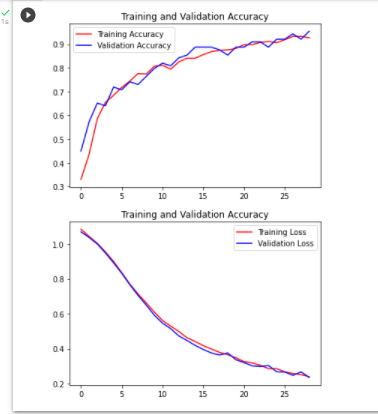 1s
Training and Validation Accuracy
Training Accuracy
Validation Accuracy
0.9
0.8
0.7
0.6
0.5
0.4
0.3
0 5 10 15 20 25
Training and Validation Accuracy
Training Loss
Validation Loss
1.0
0.8
0.6
0.4
0.2
0 5 10 15 20 25